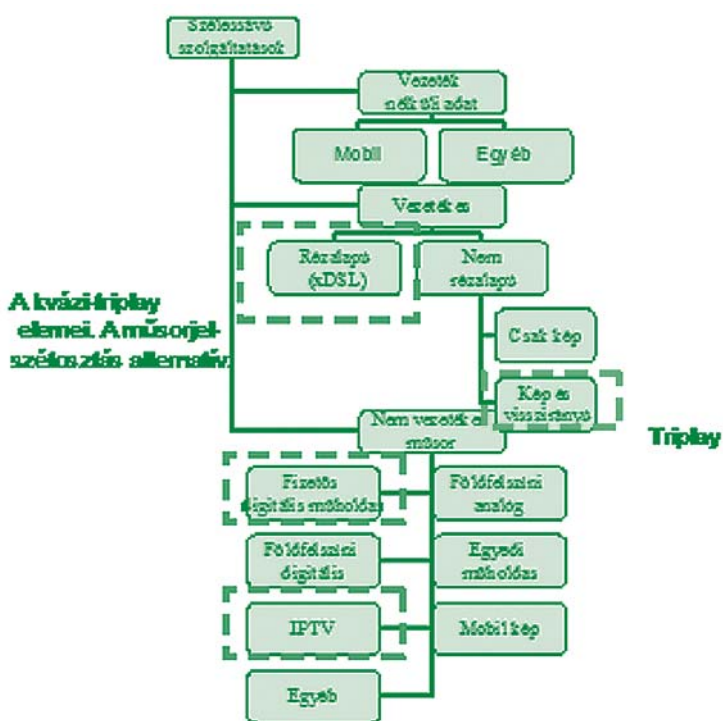 Szélessávú
szolgáltatások
Vezeték
nélküli adat
Mobil
Egyéb
Vezetékes
Rézalapú
(xDSL)
Nem
rézalapú
A kvázi-triplay
elemei. A műsorjel-
szétosztás alternatív.
Csak kép
Kép és
visszirányú
Triplay
Nem vezetékes
műsor
Fizetős
digitális műholdas
Földfelszíni
analóg
Földfelszíni
digitális
Egyedi
műholdas
IPTV
Mobil kép
Egyéb